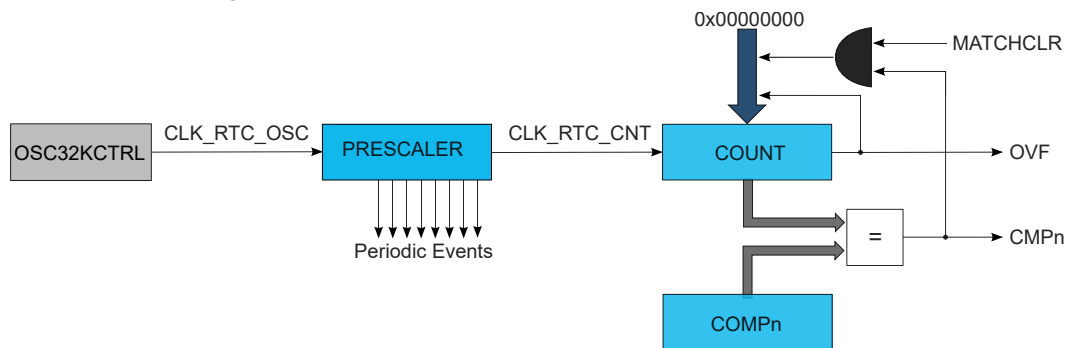 0x00000000
MATCHCLR
OSC32KCTRL
CLK_RTC_OSC
PRESCALER
CLK_RTC_CNT
COUNT
OVF
Periodic Events
=
CMPn
COMPn